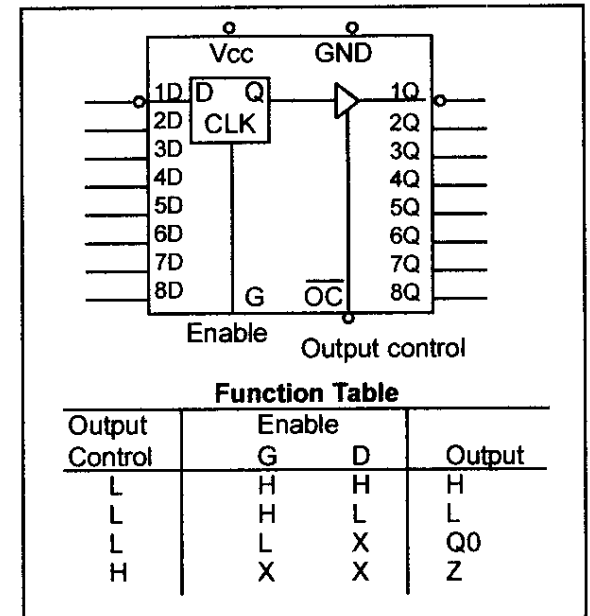 Vcc GND
1D D Q 1Q
2D CLK 2Q
3D 3Q
4D 4Q
5D 5Q
6D 6Q
7D 7Q
8D G OC 8Q
Enable Output control
Function Table
Output Enable
Control G D Output
L H H H
L H L L
L L X Q0
H X X Z